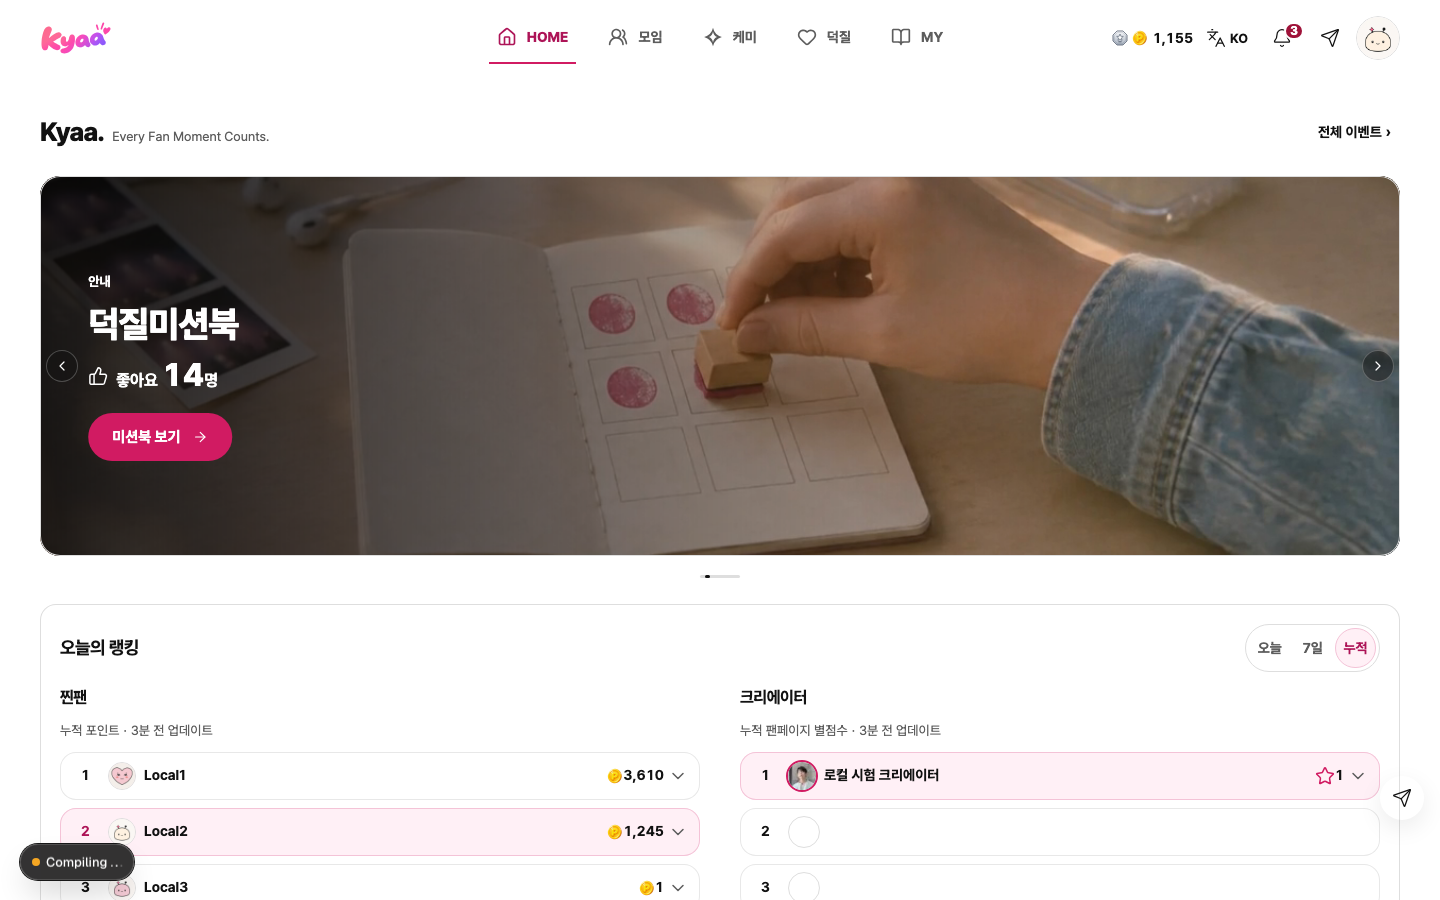 kyaa
HOME
모임
케미
덕질
MY
1,155
KO
3
Kyaa. Every Fan Moment Counts.
전체 이벤트 ›
안내
덕질미션북
좋아요 14명
미션북 보기
오늘의 랭킹
오늘 7일 누적
찐팬
누적 포인트 · 3분 전 업데이트
1 Local1 3,610
2 Local2 1,245
3 Local3 1
크리에이터
누적 팬페이지 별점수 · 3분 전 업데이트
1 로컬 시험 크리에이터 1
2
3
Compiling ...